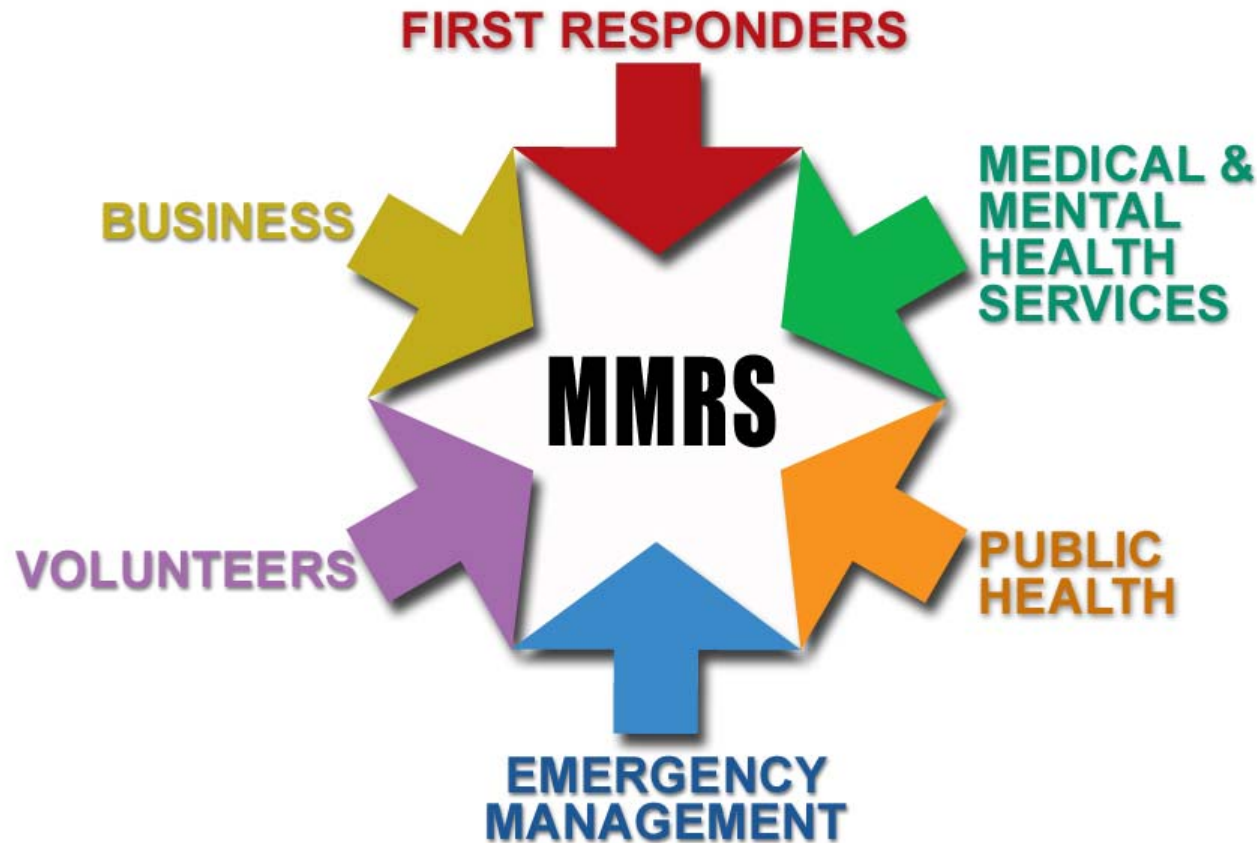 FIRST RESPONDERS
MEDICAL &
MENTAL
HEALTH
SERVICES
BUSINESS
MMRS
VOLUNTEERS
PUBLIC
HEALTH
EMERGENCY
MANAGEMENT